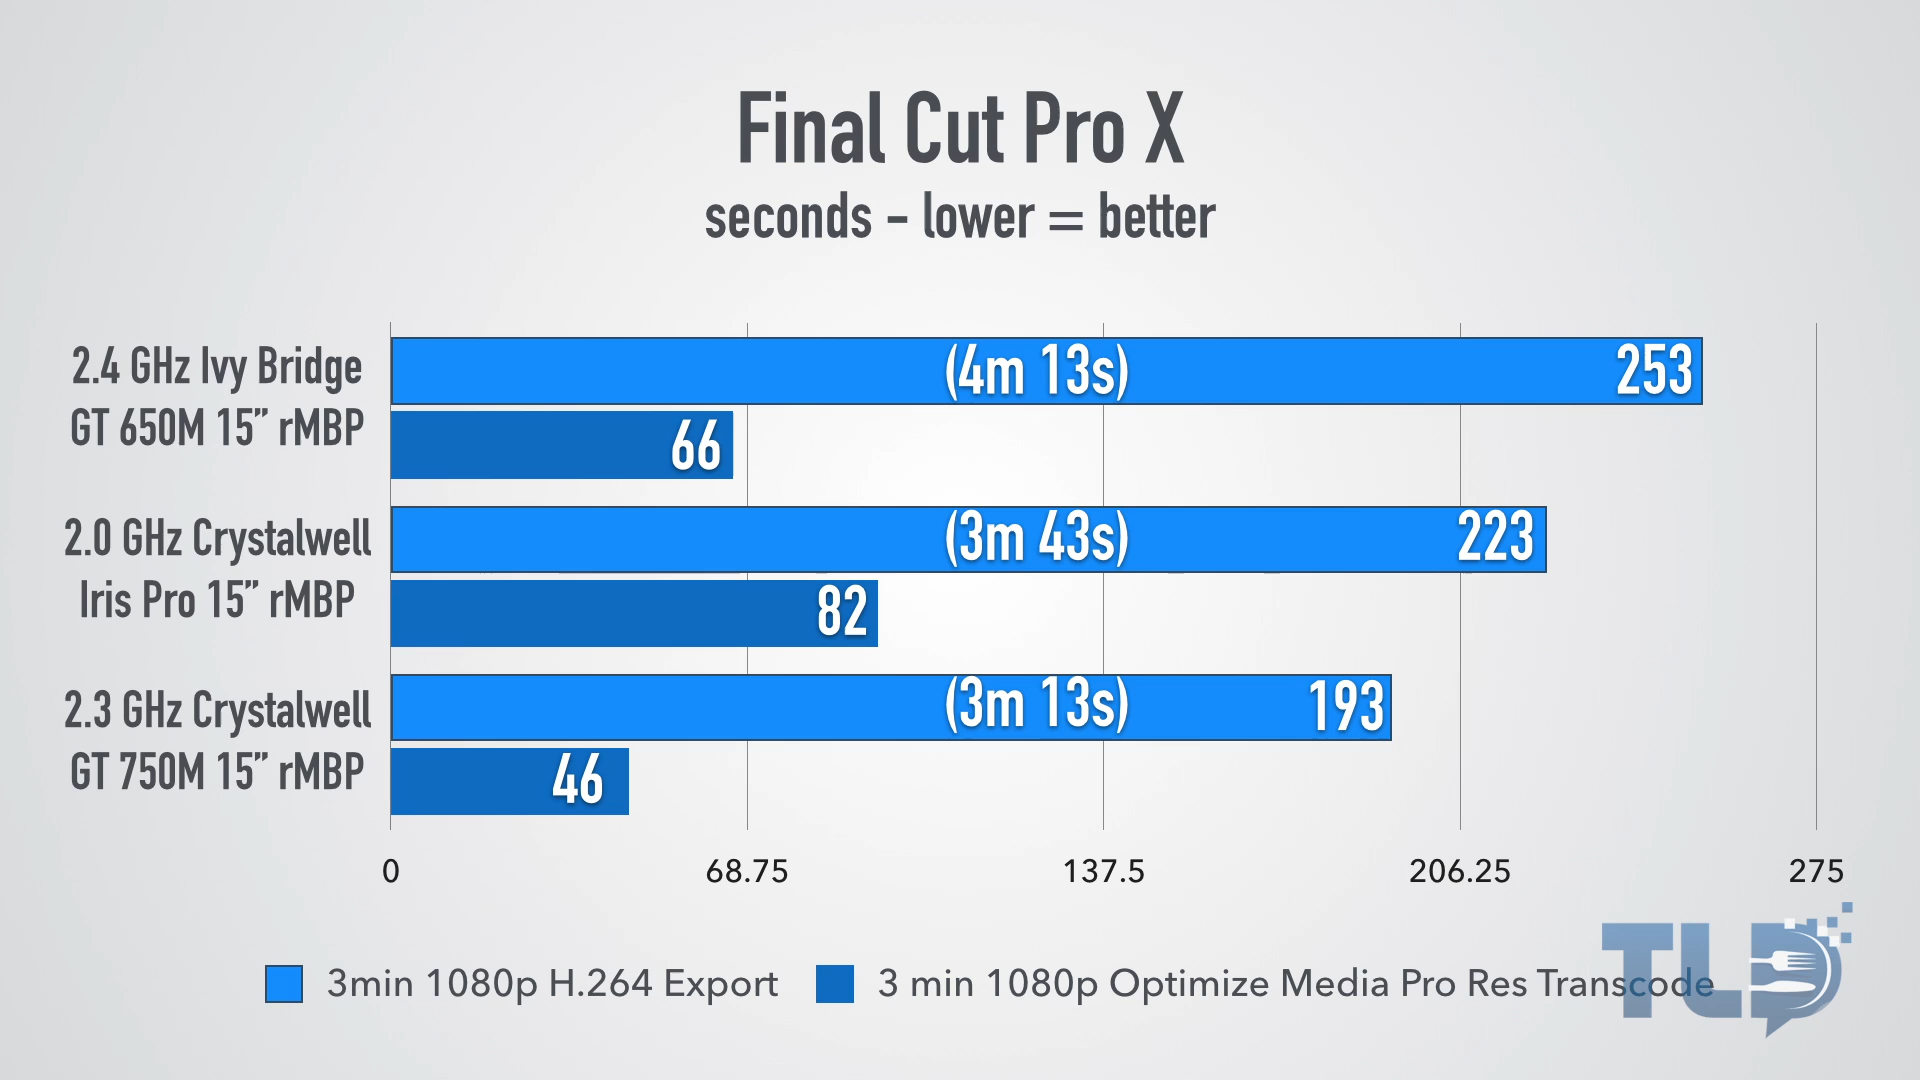 Final Cut Pro X
seconds - lower = better
2.4 GHz Ivy Bridge
GT 650M 15” rMBP
(4m 13s)
253
66
2.0 GHz Crystalwell
Iris Pro 15” rMBP
(3m 43s)
223
82
2.3 GHz Crystalwell
GT 750M 15” rMBP
(3m 13s)
193
46
0 68.75 137.5 206.25 275
3min 1080p H.264 Export 3 min 1080p Optimize Media Pro Res Transcode
TLD